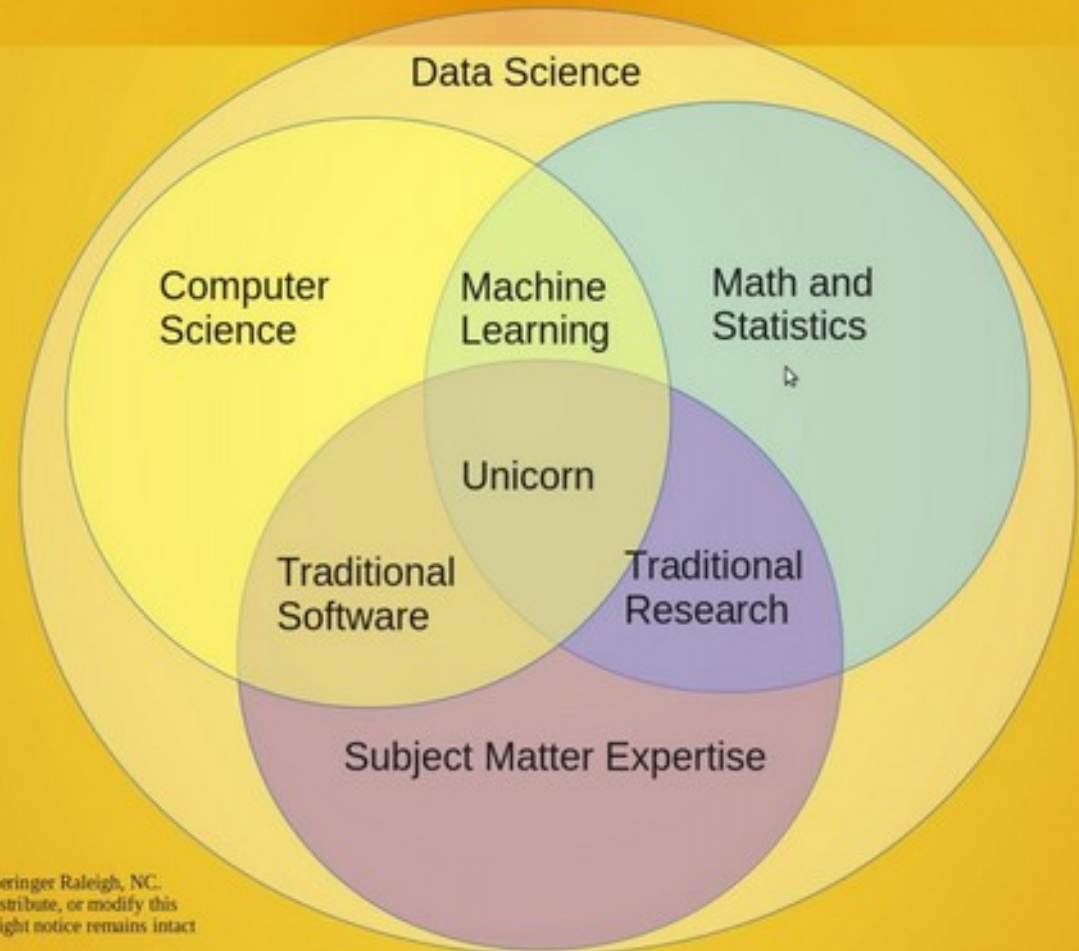 Data Science
Computer
Science
Machine
Learning
Math and
Statistics
Unicorn
Traditional
Software
Traditional
Research
Subject Matter Expertise
eringer Raleigh, NC.
stribute, or modify this
ight notice remains intact